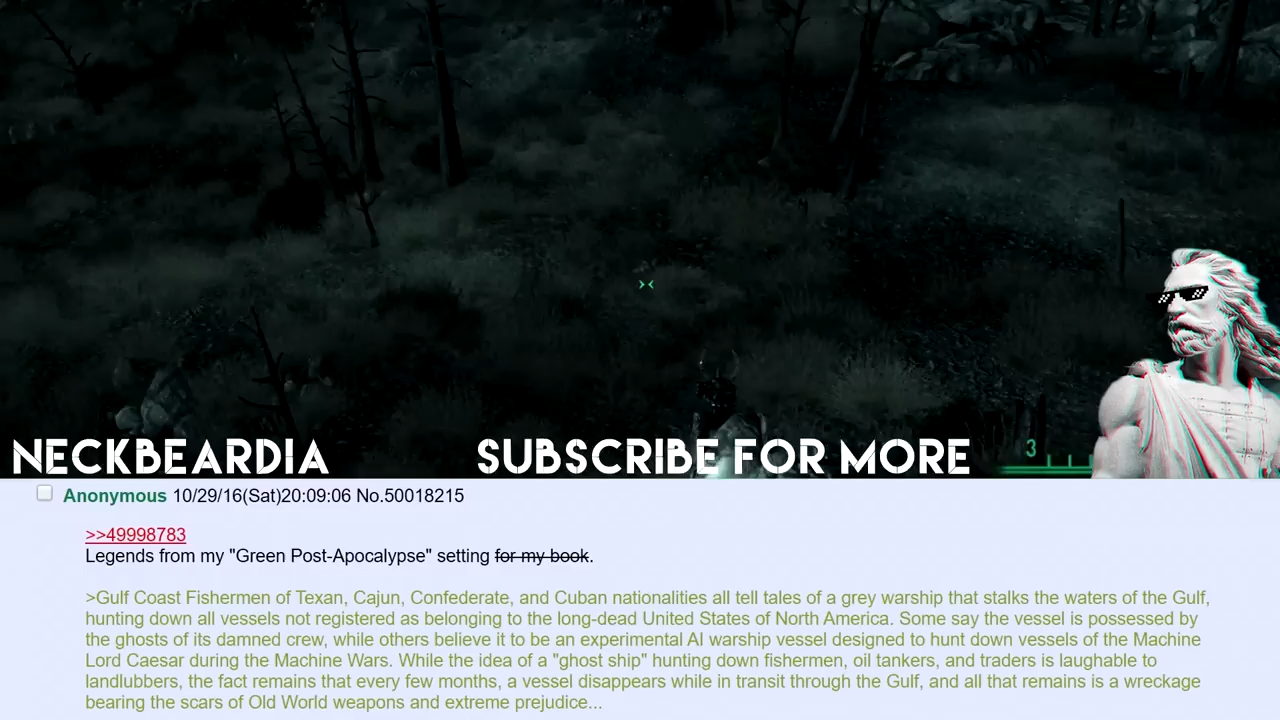 3
NECKBEARDIA SUBSCRIBE FOR MORE
Anonymous 10/29/16(Sat)20:09:06 No.50018215
>>49998783
Legends from my "Green Post-Apocalypse" setting for my book.
>Gulf Coast Fishermen of Texan, Cajun, Confederate, and Cuban nationalities all tell tales of a grey warship that stalks the waters of the Gulf,
hunting down all vessels not registered as belonging to the long-dead United States of North America. Some say the vessel is possessed by
the ghosts of its damned crew, while others believe it to be an experimental AI warship vessel designed to hunt down vessels of the Machine
Lord Caesar during the Machine Wars. While the idea of a "ghost ship" hunting down fishermen, oil tankers, and traders is laughable to
landlubbers, the fact remains that every few months, a vessel disappears while in transit through the Gulf, and all that remains is a wreckage
bearing the scars of Old World weapons and extreme prejudice...